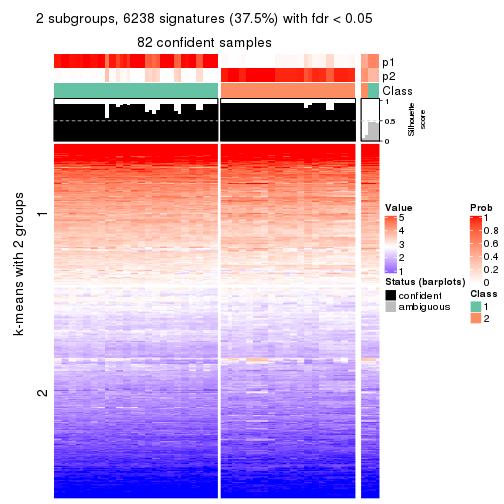 2 subgroups, 6238 signatures (37.5%) with fdr < 0.05
82 confident samples
p1
p2
Class
1
0.5
0
Silhouette
score
k-means with 2 groups
1
2
Value
5
4
3
2
1
Status (barplots)
confident
ambiguous
Prob
1
0.8
0.6
0.4
0.2
0
Class
1
2